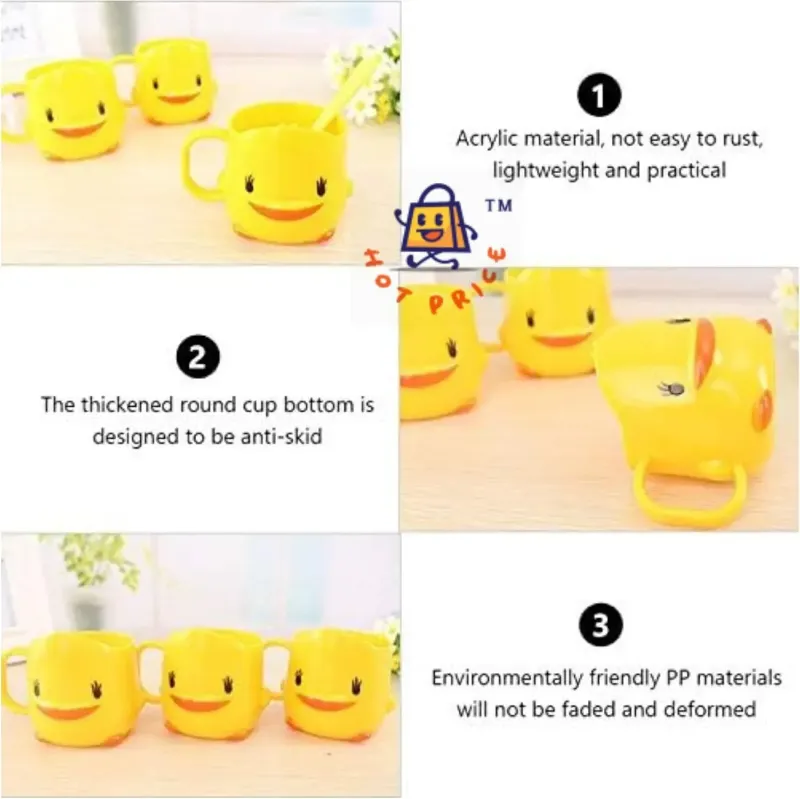 1
Acrylic material, not easy to rust,
lightweight and practical
TM
HOT PRICE
2
The thickened round cup bottom is
designed to be anti-skid
3
Environmentally friendly PP materials
will not be faded and deformed